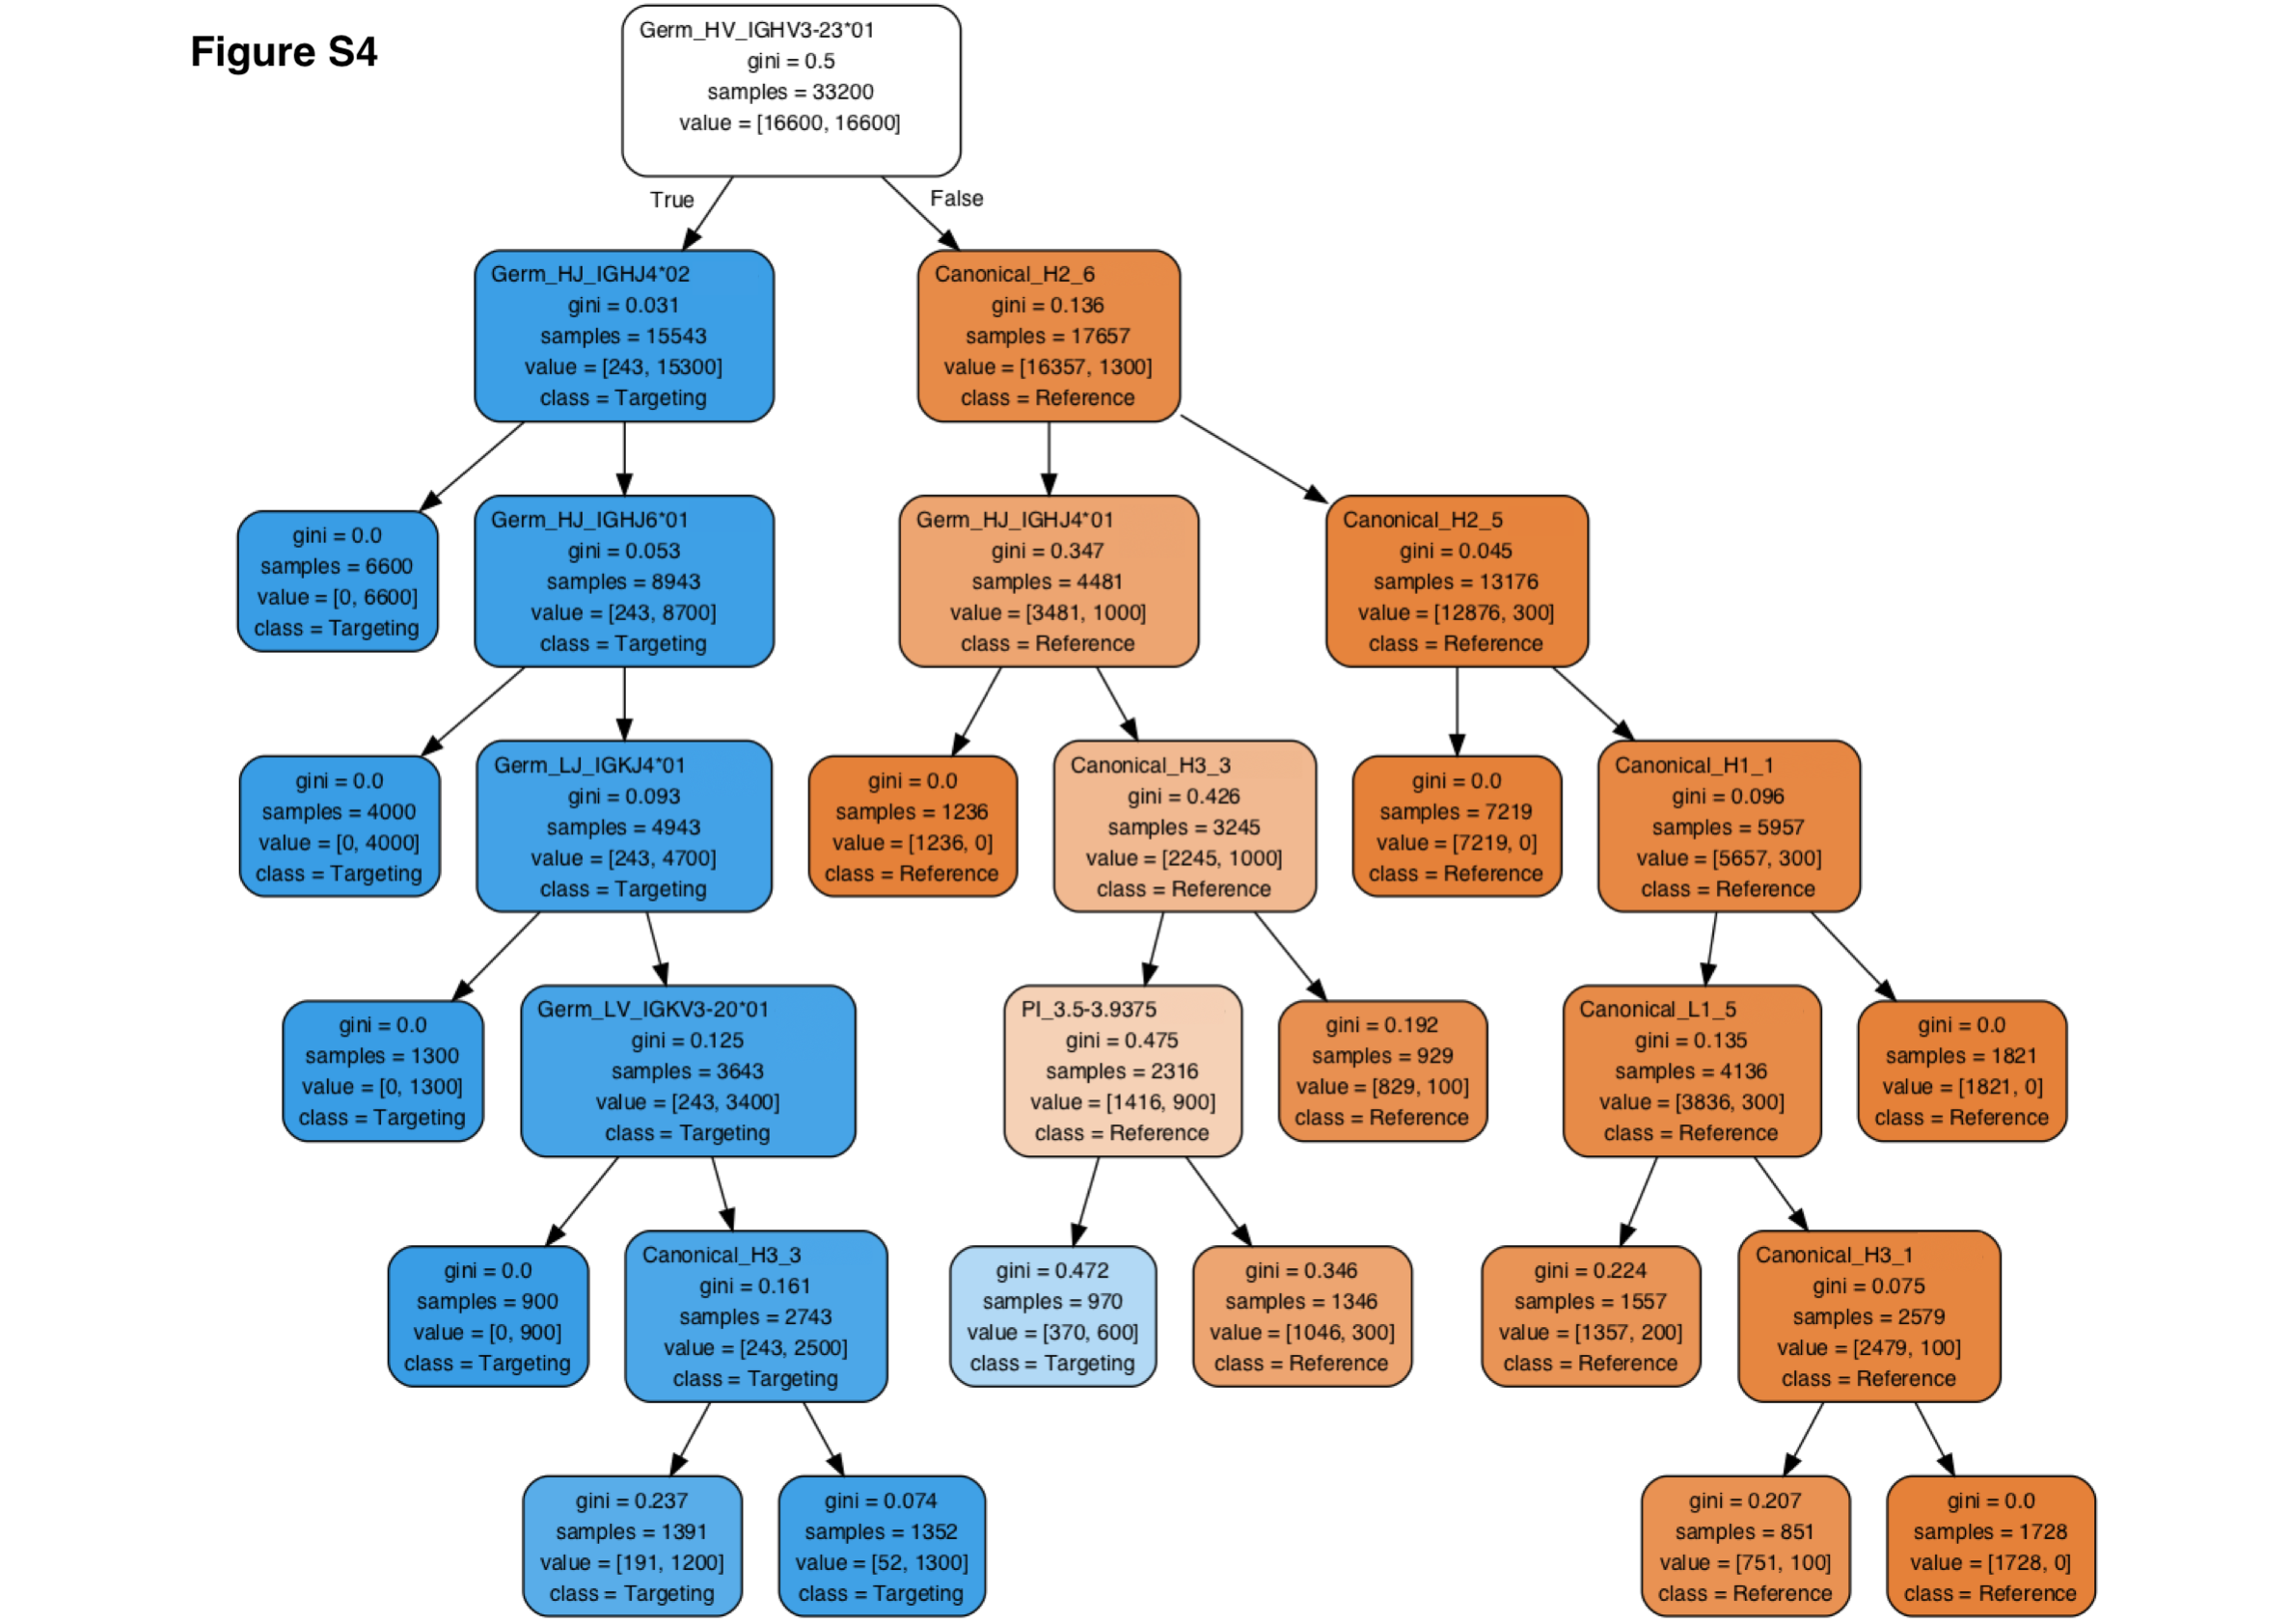 Figure S4
Germ_HV_IGHV3-23*01
gini = 0.5
samples = 33200
value = [16600, 16600]
True
False
Germ_HJ_IGHJ4*02
gini = 0.031
samples = 15543
value = [243, 15300]
class = Targeting
Canonical_H2_6
gini = 0.136
samples = 17657
value = [16357, 1300]
class = Reference
gini = 0.0
samples = 6600
value = [0, 6600]
class = Targeting
Germ_HJ_IGHJ6*01
gini = 0.053
samples = 8943
value = [243, 8700]
class = Targeting
Germ_HJ_IGHJ4*01
gini = 0.347
samples = 4481
value = [3481, 1000]
class = Reference
Canonical_H2_5
gini = 0.045
samples = 13176
value = [12876, 300]
class = Reference
gini = 0.0
samples = 4000
value = [0, 4000]
class = Targeting
Germ_LJ_IGKJ4*01
gini = 0.093
samples = 4943
value = [243, 4700]
class = Targeting
gini = 0.0
samples = 1236
value = [1236, 0]
class = Reference
Canonical_H3_3
gini = 0.426
samples = 3245
value = [2245, 1000]
class = Reference
gini = 0.0
samples = 7219
value = [7219, 0]
class = Reference
Canonical_H1_1
gini = 0.096
samples = 5957
value = [5657, 300]
class = Reference
gini = 0.0
samples = 1300
value = [0, 1300]
class = Targeting
Germ_LV_IGKV3-20*01
gini = 0.125
samples = 3643
value = [243, 3400]
class = Targeting
PI_3.5-3.9375
gini = 0.475
samples = 2316
value = [1416, 900]
class = Reference
gini = 0.192
samples = 929
value = [829, 100]
class = Reference
Canonical_L1_5
gini = 0.135
samples = 4136
value = [3836, 300]
class = Reference
gini = 0.0
samples = 1821
value = [1821, 0]
class = Reference
gini = 0.0
samples = 900
value = [0, 900]
class = Targeting
Canonical_H3_3
gini = 0.161
samples = 2743
value = [243, 2500]
class = Targeting
gini = 0.472
samples = 970
value = [370, 600]
class = Targeting
gini = 0.346
samples = 1346
value = [1046, 300]
class = Reference
gini = 0.224
samples = 1557
value = [1357, 200]
class = Reference
Canonical_H3_1
gini = 0.075
samples = 2579
value = [2479, 100]
class = Reference
gini = 0.237
samples = 1391
value = [191, 1200]
class = Targeting
gini = 0.074
samples = 1352
value = [52, 1300]
class = Targeting
gini = 0.207
samples = 851
value = [751, 100]
class = Reference
gini = 0.0
samples = 1728
value = [1728, 0]
class = Reference